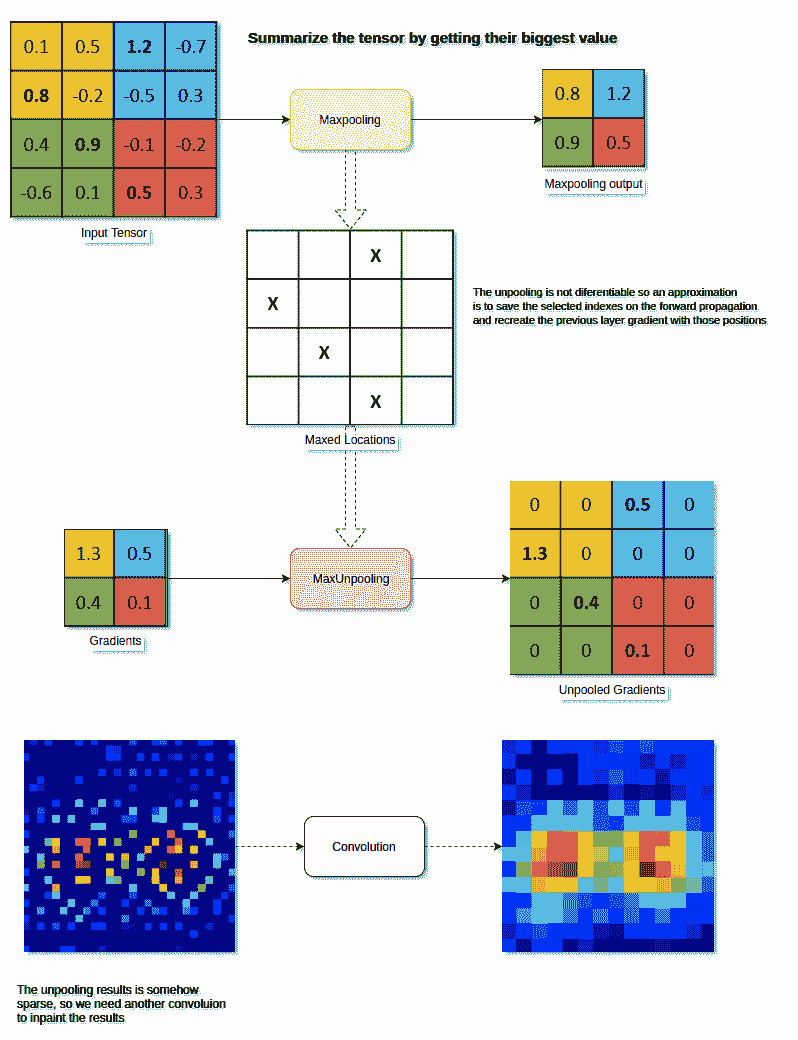 Summarize the tensor by getting their biggest value
0.1 0.5 1.2 -0.7
0.8 -0.2 -0.5 0.3
0.4 0.9 -0.1 -0.2
-0.6 0.1 0.5 0.3
Input Tensor
Maxpooling
0.8 1.2
0.9 0.5
Maxpooling output
X
X
X
X
Maxed Locations
The unpooling is not diferentiable so an approximation
is to save the selected indexes on the forward propagation
and recreate the previous layer gradient with those positions
1.3 0.5
0.4 0.1
Gradients
MaxUnpooling
0 0 0.5 0
1.3 0 0 0
0 0.4 0 0
0 0 0.1 0
Unpooled Gradients
Convolution
The unpooling results is somehow
sparse, so we need another convoluion
to inpaint the results